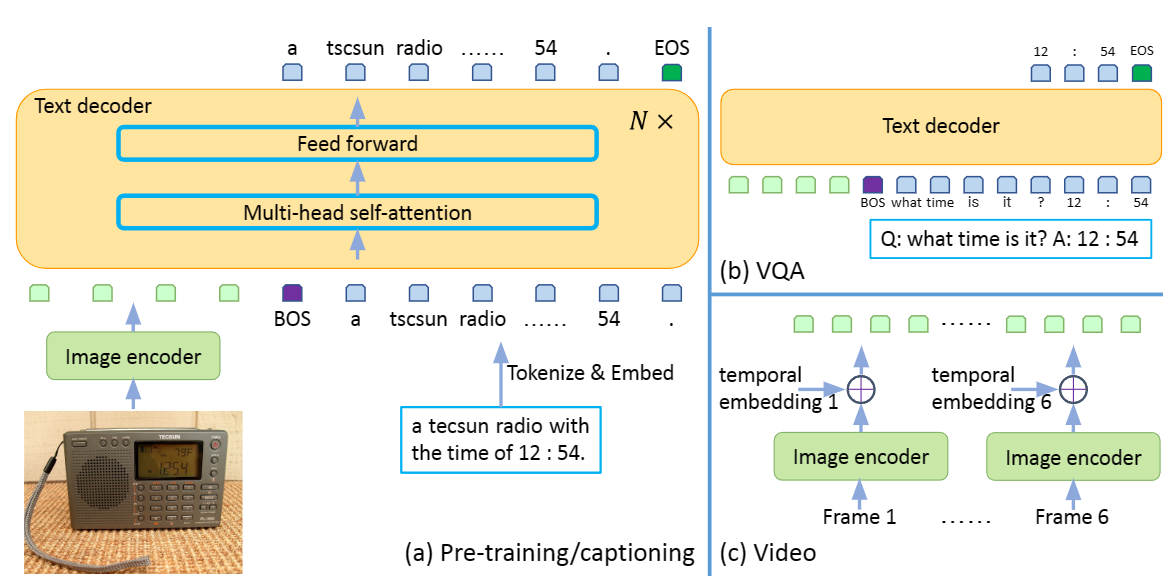 a tscsun radio ...... 54 . EOS
Text decoder
N ×
Feed forward
Multi-head self-attention
BOS a tscsun radio ...... 54 .
Image encoder
Tokenize & Embed
a tecsun radio with
the time of 12 : 54.
TECSUN
79F
12:54
(a) Pre-training/captioning
12 : 54 EOS
Text decoder
BOS what time is it ? 12 : 54
Q: what time is it? A: 12 : 54
(b) VQA
......
temporal
embedding 1
temporal
embedding 6
Image encoder
Image encoder
Frame 1 ...... Frame 6
(c) Video